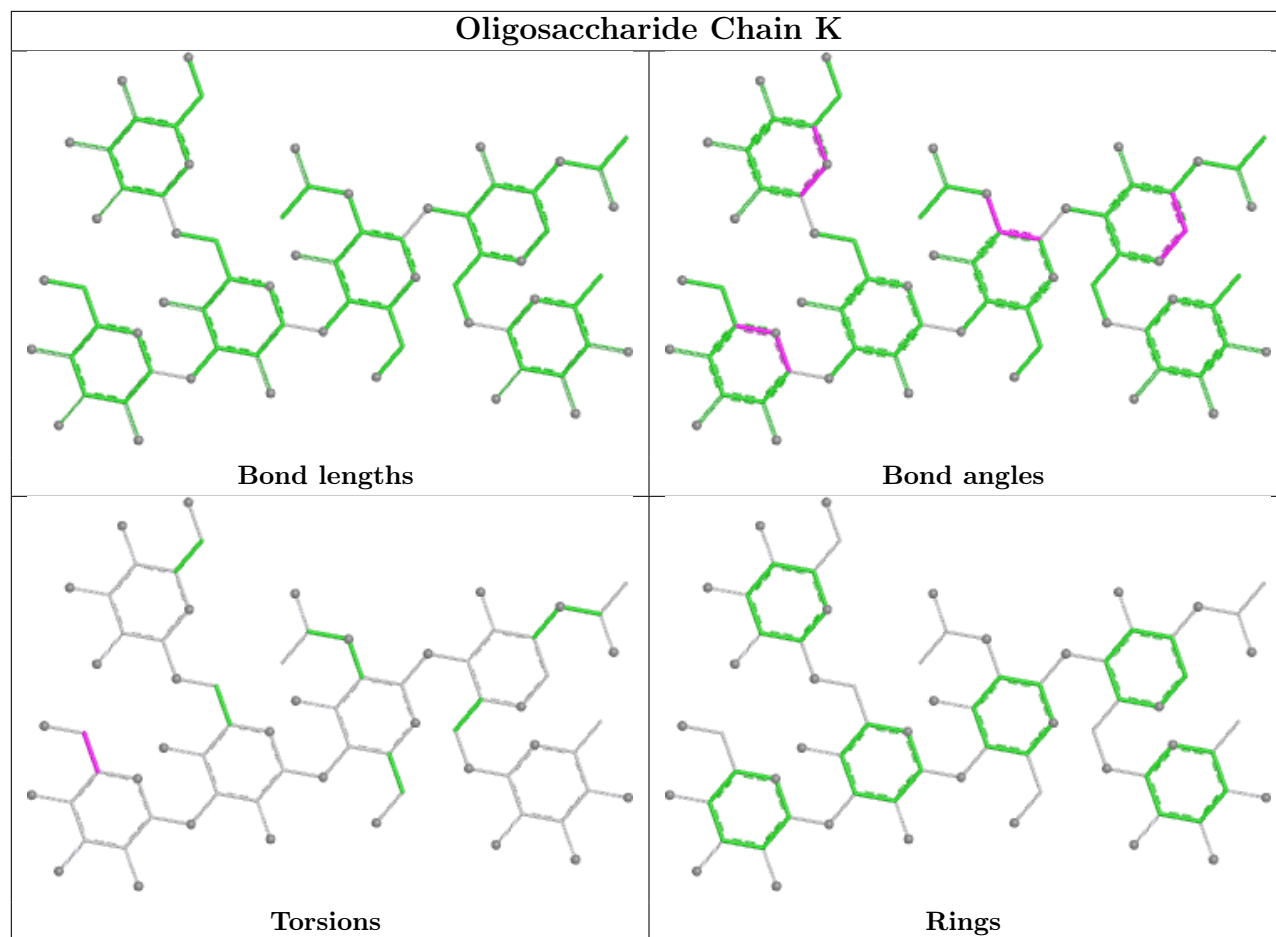 Oligosaccharide Chain K
Bond lengths
Bond angles
Torsions
Rings